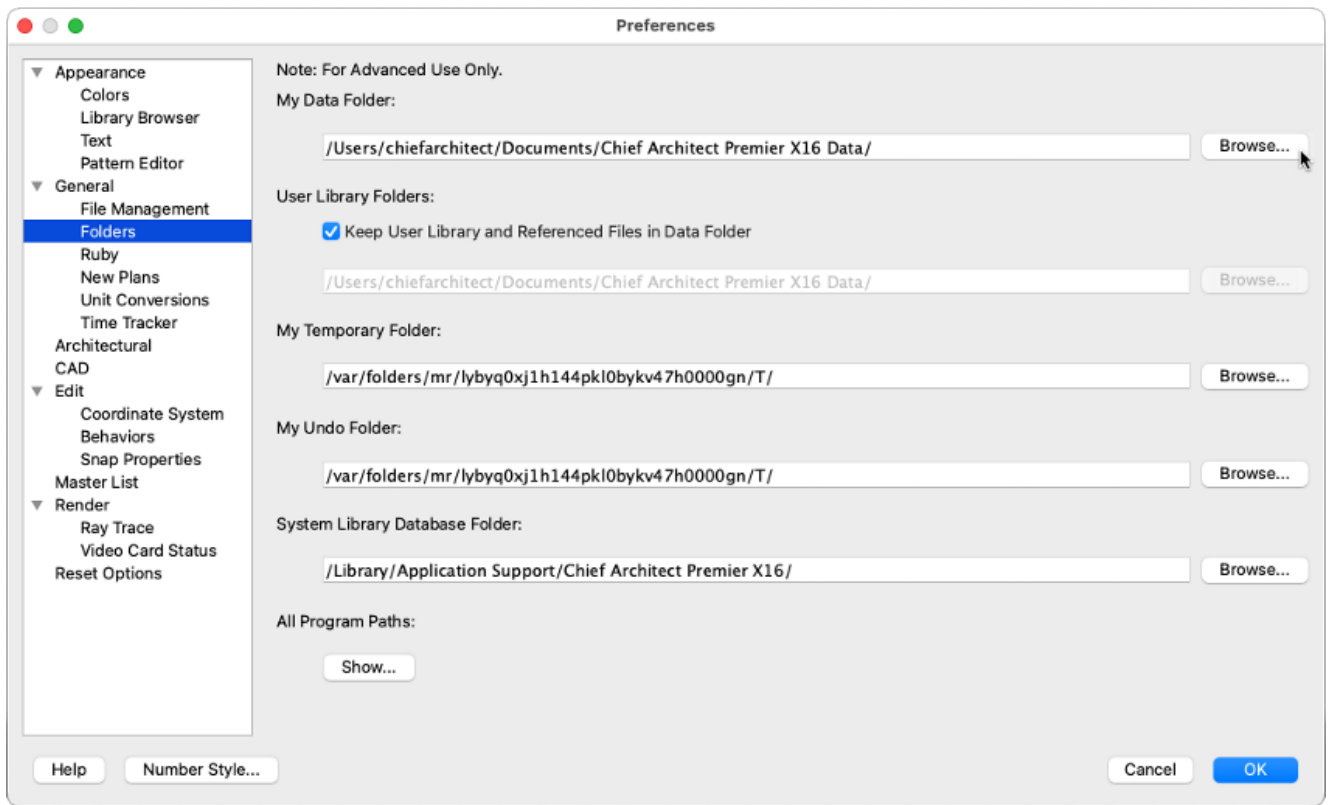 Preferences
Appearance
Colors
Library Browser
Text
Pattern Editor
General
File Management
Folders
Ruby
New Plans
Unit Conversions
Time Tracker
Architectural
CAD
Edit
Coordinate System
Behaviors
Snap Properties
Master List
Render
Ray Trace
Video Card Status
Reset Options
Note: For Advanced Use Only.
My Data Folder:
/Users/chiefarchitect/Documents/Chief Architect Premier X16 Data/
Browse...
User Library Folders:
Keep User Library and Referenced Files in Data Folder
/Users/chiefarchitect/Documents/Chief Architect Premier X16 Data/
Browse...
My Temporary Folder:
/var/folders/mr/lybyq0xj1h144pkl0bykv47h0000gn/T/
Browse...
My Undo Folder:
/var/folders/mr/lybyq0xj1h144pkl0bykv47h0000gn/T/
Browse...
System Library Database Folder:
/Library/Application Support/Chief Architect Premier X16/
Browse...
All Program Paths:
Show...
Help
Number Style...
Cancel
OK